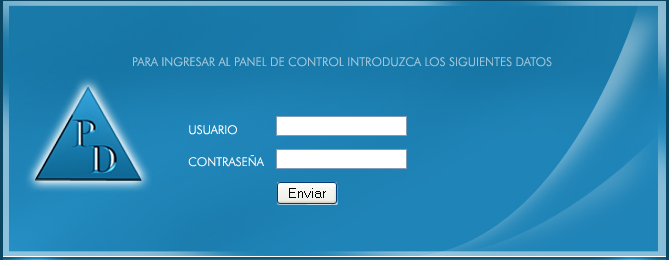 PARA INGRESAR AL PANEL DE CONTROL INTRODUZCA LOS SIGUIENTES DATOS
P
D
USUARIO
CONTRASEÑA
Enviar